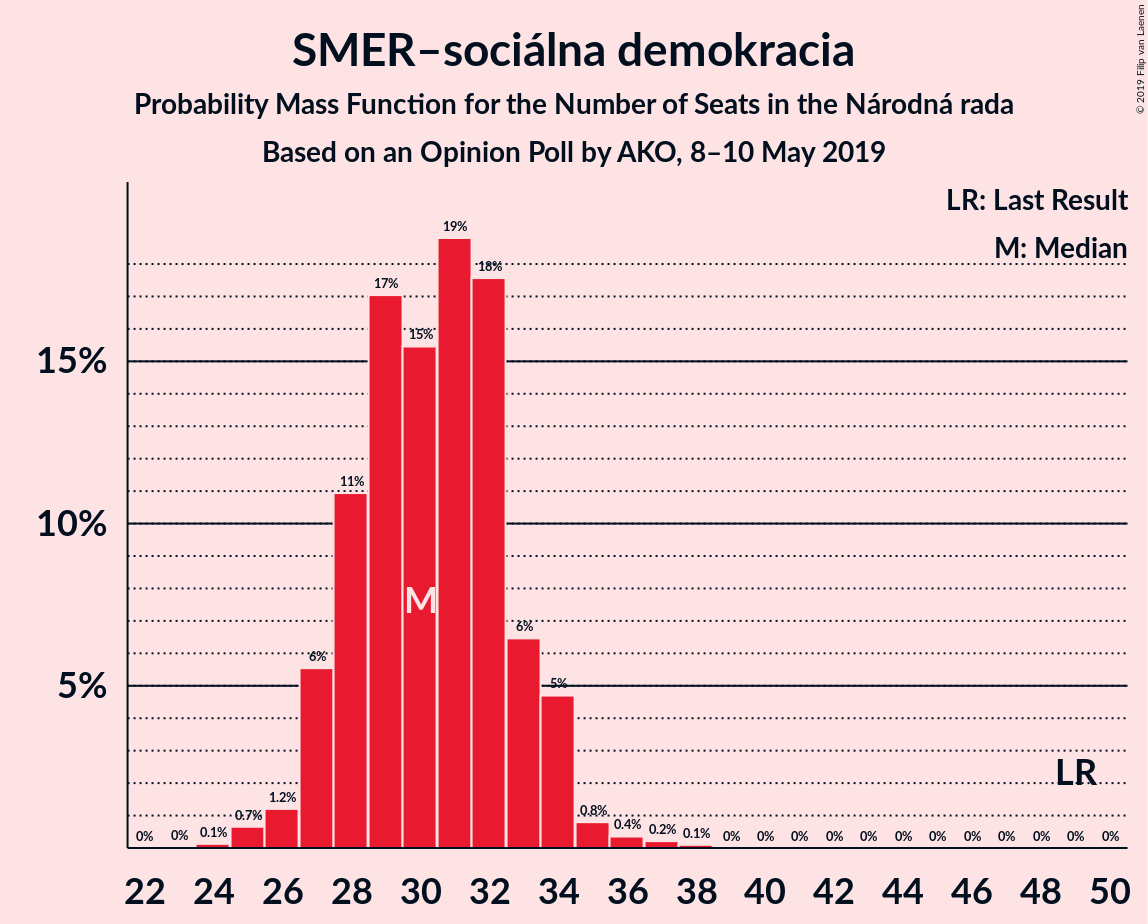 SMER–sociálna demokracia
Probability Mass Function for the Number of Seats in the Národná rada
Based on an Opinion Poll by AKO, 8–10 May 2019
© 2019 Filip van Laenen
LR: Last Result
M: Median
15%
10%
5%
0% 0% 0.1% 0.7% 1.2% 6% 11% 17% 15% 19% 18% 6% 5% 0.8% 0.4% 0.2% 0.1% 0% 0% 0% 0% 0% 0% 0% 0% 0% 0% 0% 0%
M
LR
22 24 26 28 30 32 34 36 38 40 42 44 46 48 50